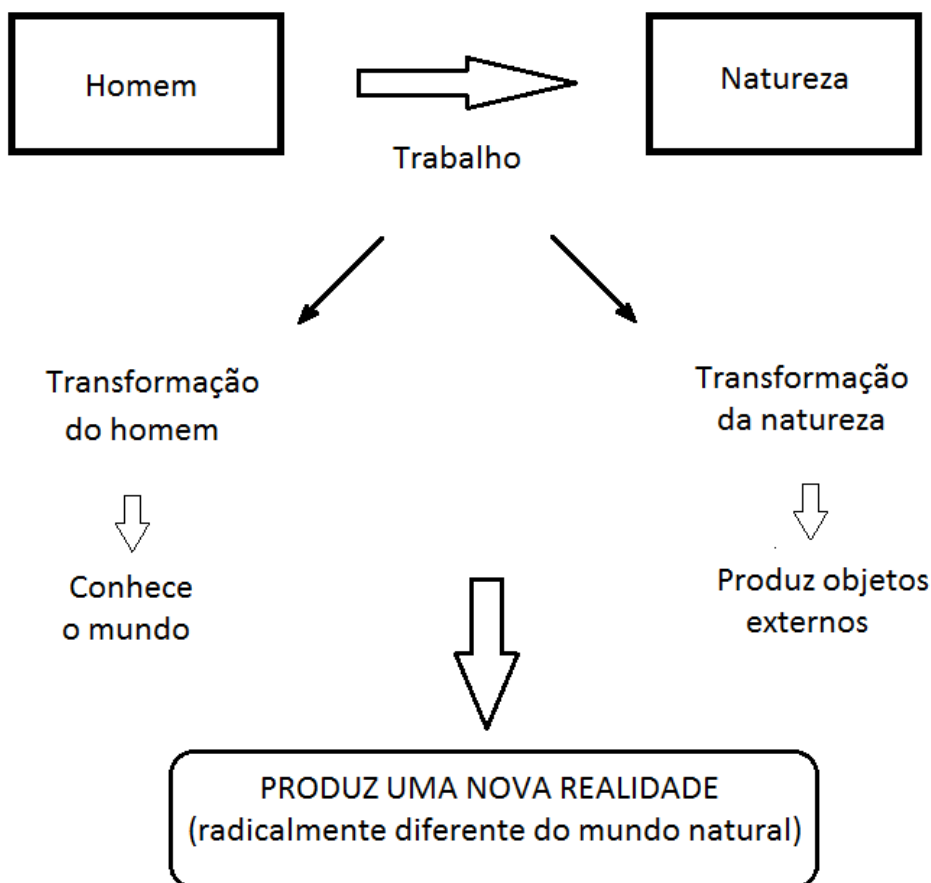 Homem
Natureza
Trabalho
Transformação
do homem
Transformação
da natureza
Conhece
o mundo
Produz objetos
externos
PRODUZ UMA NOVA REALIDADE
(radicalmente diferente do mundo natural)